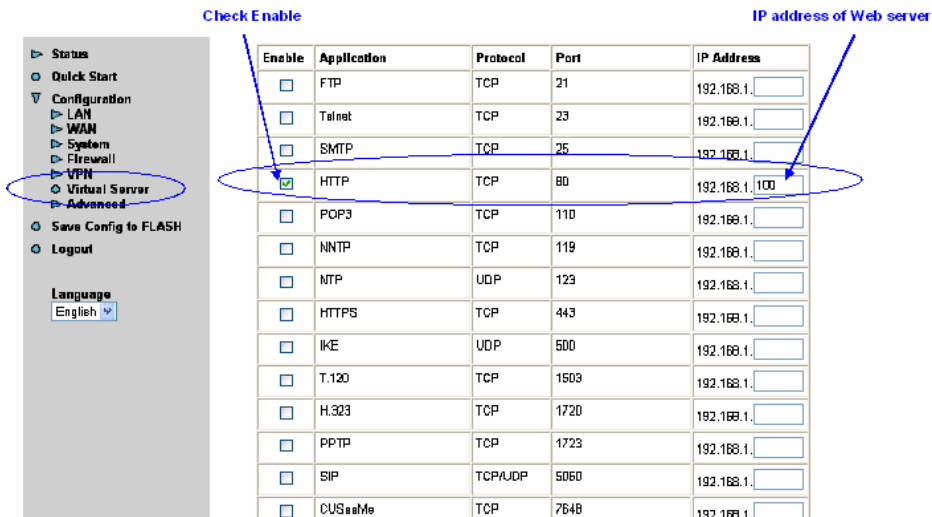 Check Enable IP address of Web server
Status
Quick Start
Configuration
LAN
WAN
System
Firewall
VPN
Virtual Server
Advanced
Save Config to FLASH
Logout
Language
English
Enable Application Protocol Port IP Address
FTP TCP 21 192.168.1.
Telnet TCP 23 192.168.1.
SMTP TCP 25 192.168.1.
HTTP TCP 80 192.168.1. 100
POP3 TCP 110 192.168.1.
NNTP TCP 119 192.168.1.
NTP UDP 123 192.168.1.
HTTPS TCP 443 192.168.1.
IKE UDP 500 192.168.1.
T.120 TCP 1503 192.168.1.
H.323 TCP 1720 192.168.1.
PPTP TCP 1723 192.168.1.
SIP TCP/UDP 5060 192.168.1.
CUSeeMe TCP 7648 192.168.1.